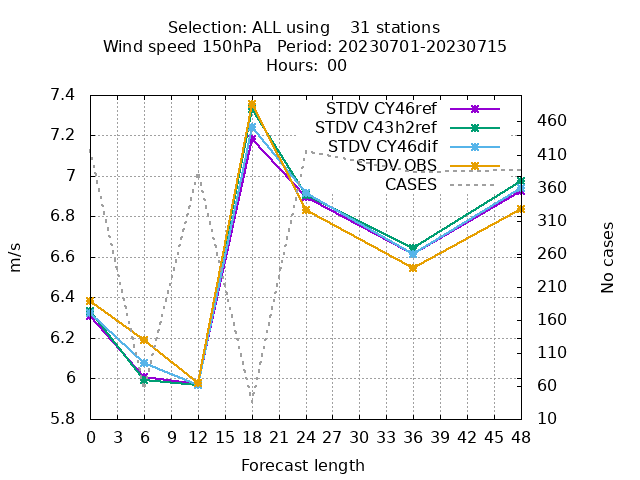 Selection: ALL using    31 stations
Wind speed 150hPa   Period: 20230701-20230715
Hours:  00
STDV CY46ref
STDV C43h2ref
STDV CY46dif
STDV OBS
CASES
7.4
7.2
7
6.8
6.6
6.4
6.2
6
5.8
m/s
460
410
360
310
260
210
160
110
60
10
No cases
0 3 6 9 12 15 18 21 24 27 30 33 36 39 42 45 48
Forecast length